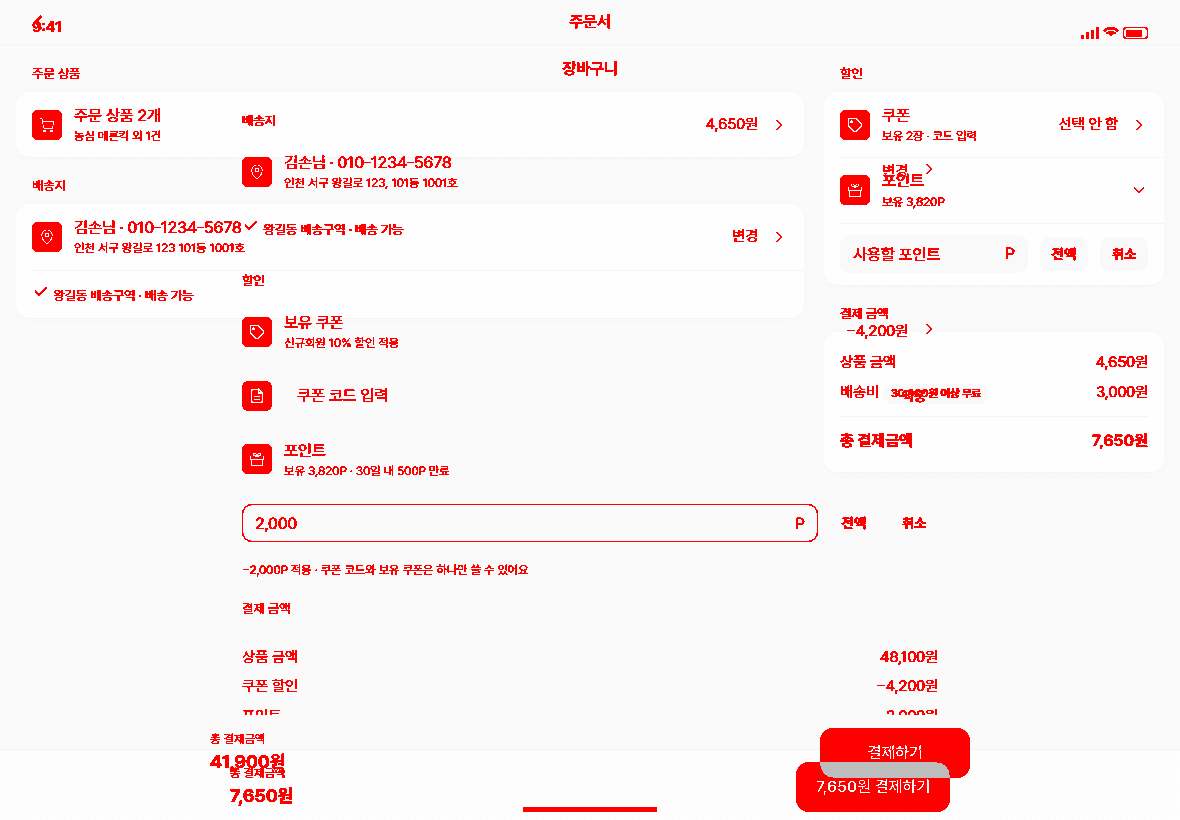 9:41
주문서
장바구니
주문 상품
주문 상품 2개
농심 메론킥 외 1건
4,650원
배송지
김손님 · 010-1234-5678
인천 서구 왕길로 123, 101동 1001호
배송지
김손님 · 010-1234-5678
인천 서구 왕길로 123 101동 1001호
왕길동 배송구역 · 배송 가능
변경
왕길동 배송구역 · 배송 가능
할인
보유 쿠폰
신규회원 10% 할인 적용
쿠폰 코드 입력
포인트
보유 3,820P · 30일 내 500P 만료
2,000 P
전액 취소
-2,000P 적용 · 쿠폰 코드와 보유 쿠폰은 하나만 쓸 수 있어요
결제 금액
상품 금액 48,100원
쿠폰 할인 -4,200원
포인트
총 결제금액
41,900원
결제하기
할인
쿠폰
보유 2장 · 코드 입력
선택 안 함
변경
포인트
보유 3,820P
사용할 포인트 P
전액 취소
결제 금액
-4,200원
상품 금액 4,650원
배송비
이상 무료
3,000원
총 결제금액 7,650원
총 결제금액
7,650원
7,650원 결제하기